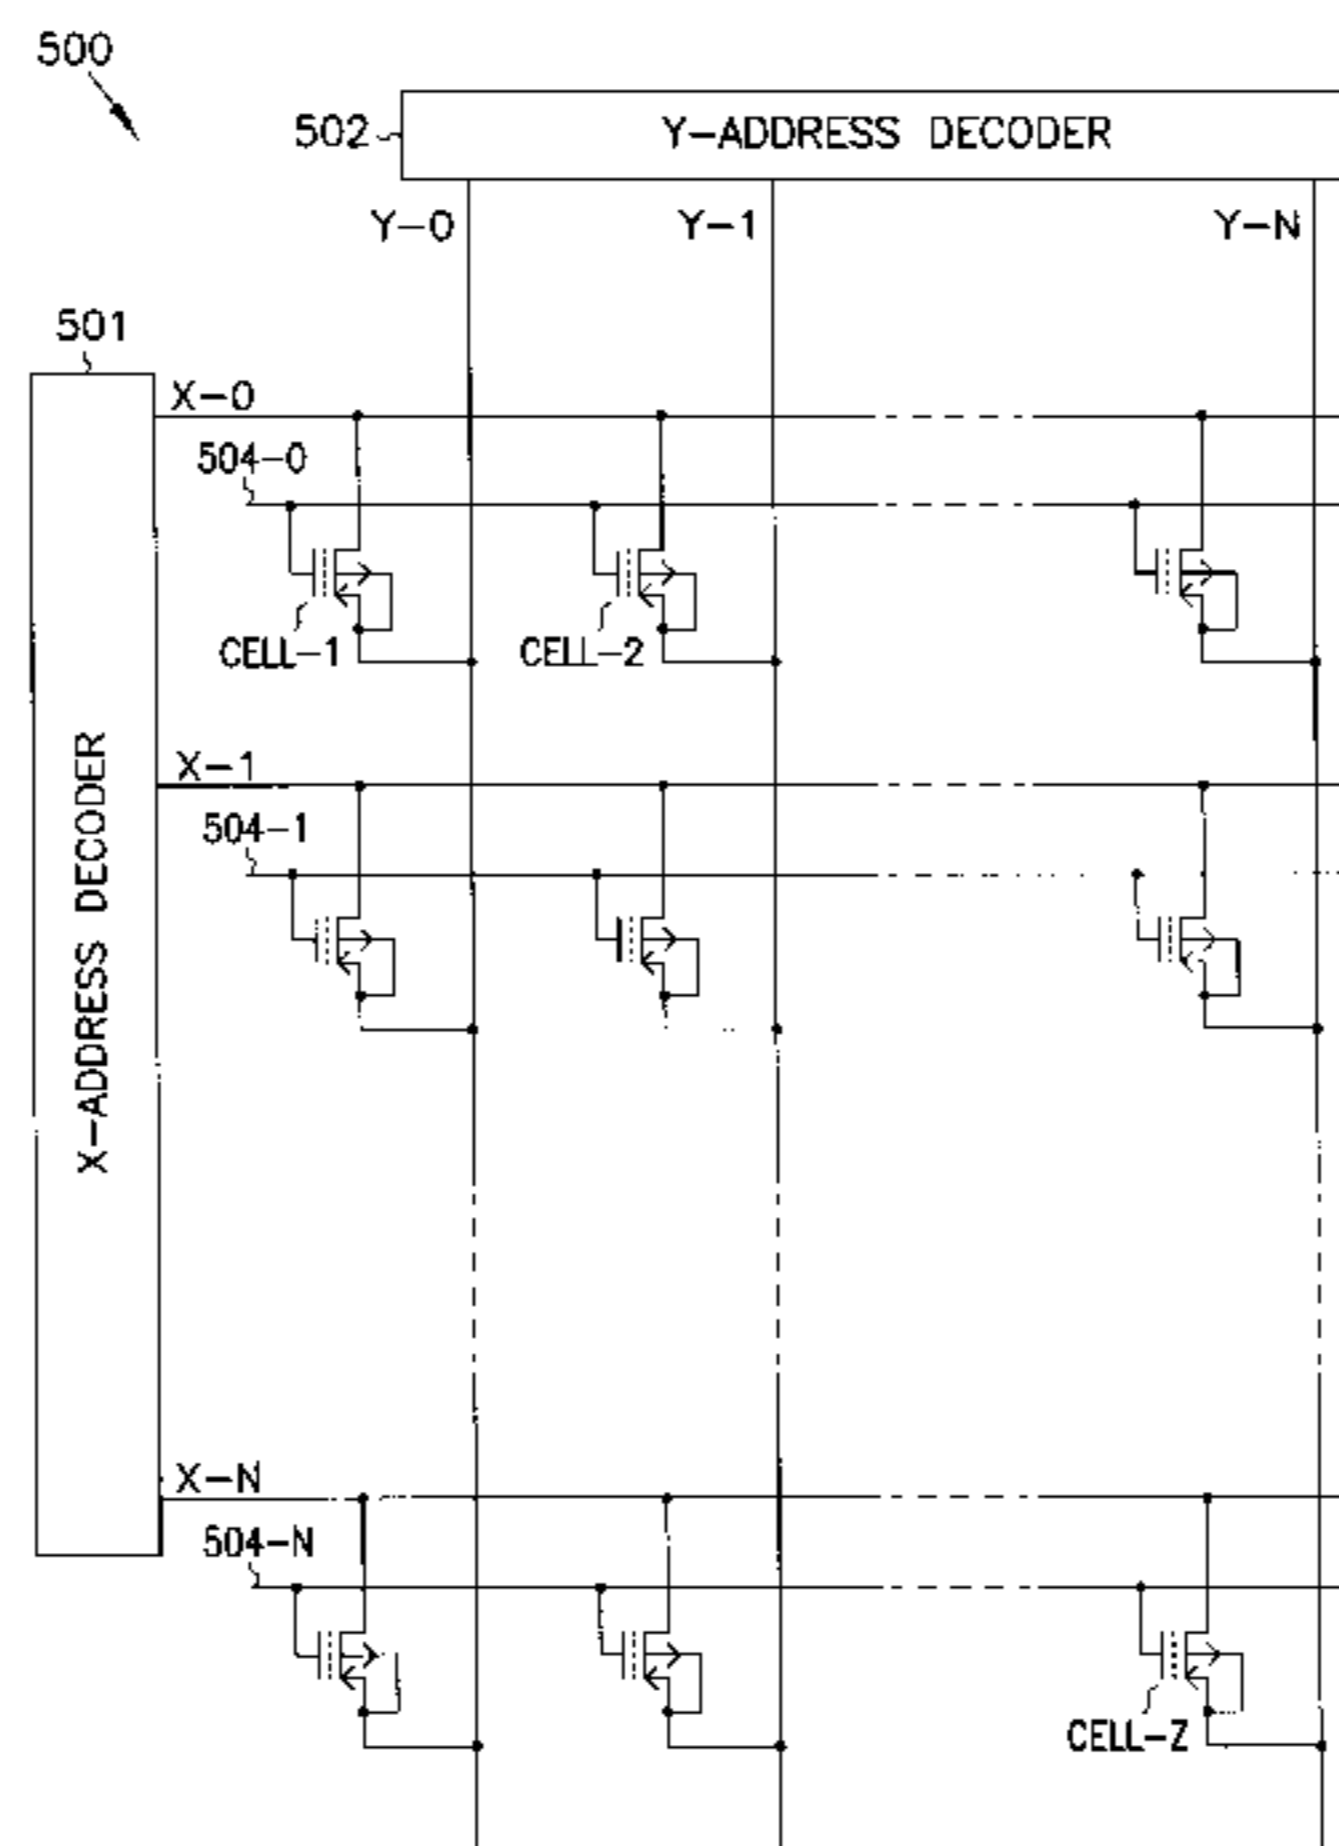 500
502
Y-ADDRESS DECODER
Y-0
Y-1
Y-N
501
X-0
504-0
CELL-1
CELL-2
X-1
504-1
X-ADDRESS DECODER
X-N
504-N
CELL-Z